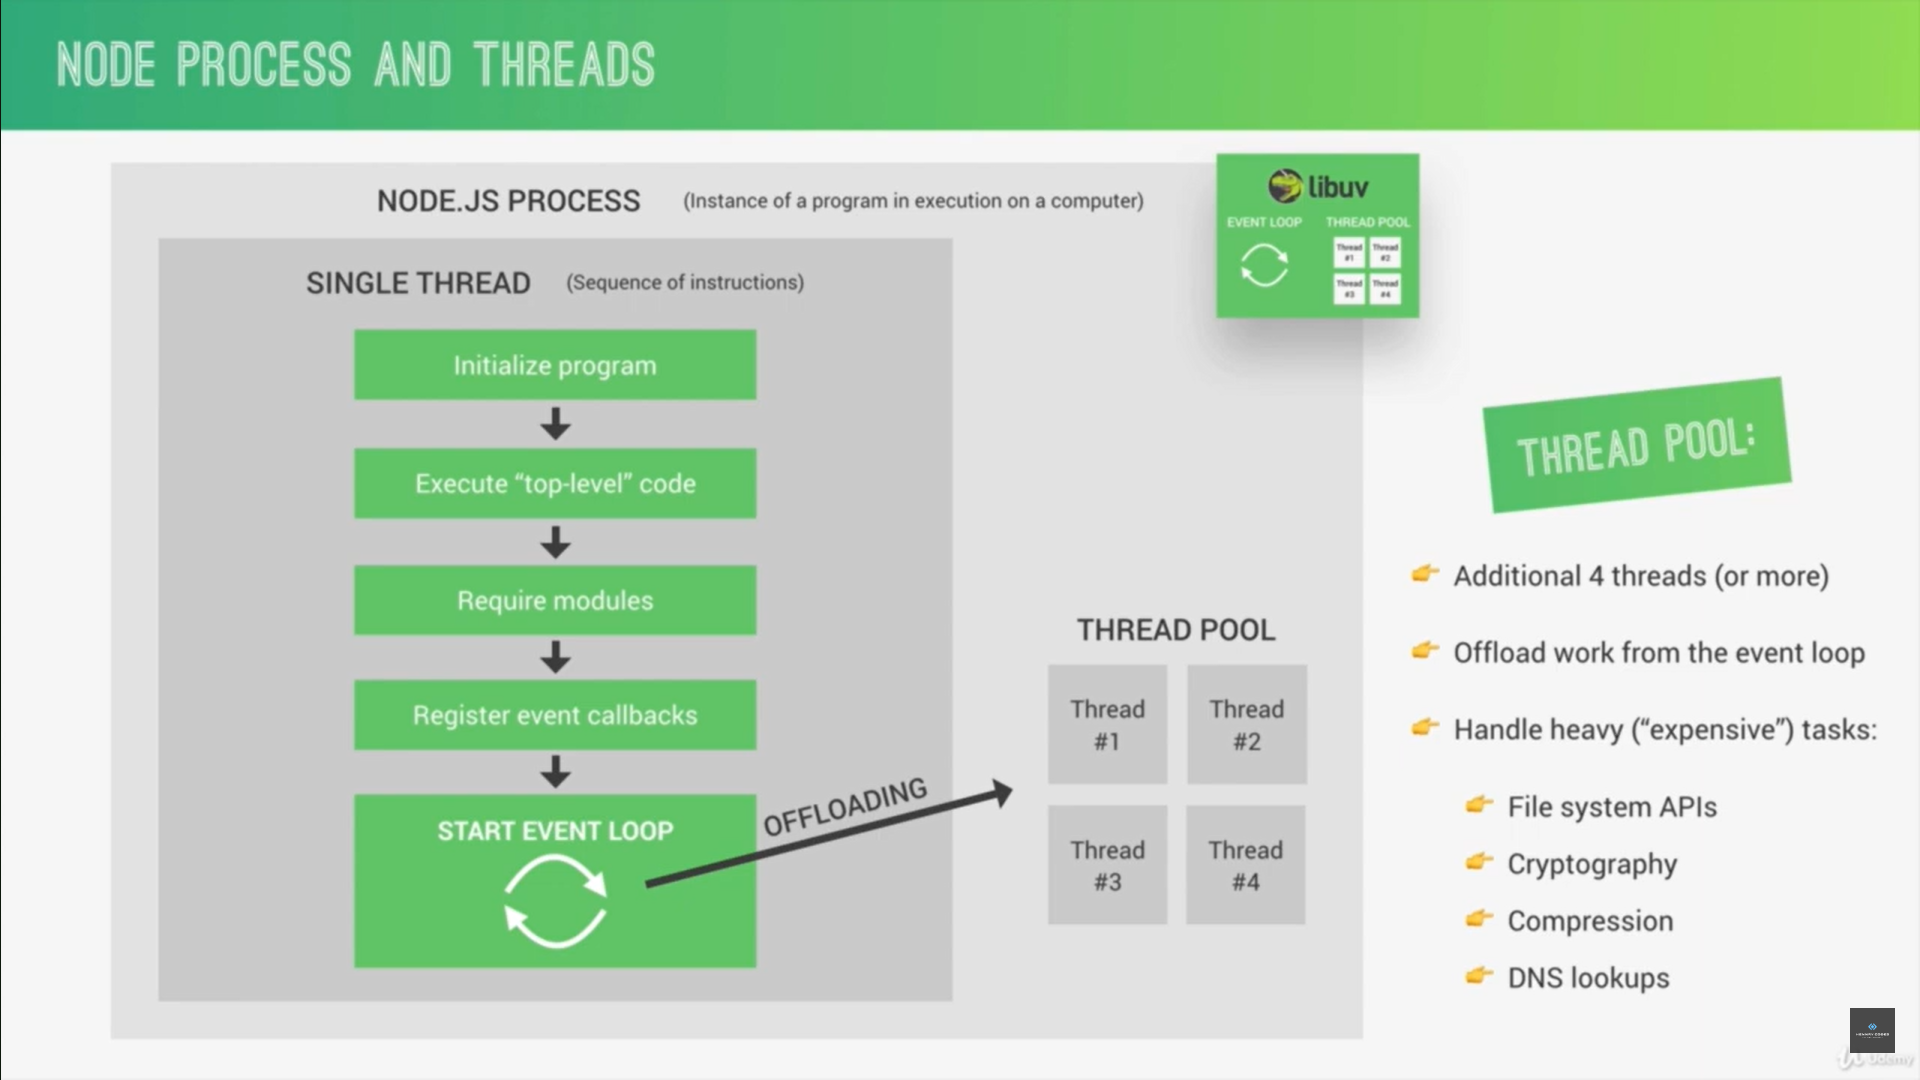 NODE PROCESS AND THREADS
NODE.JS PROCESS (Instance of a program in execution on a computer)
libuv
EVENT LOOP THREAD POOL
Thread #1
Thread #2
Thread #3
Thread #4
SINGLE THREAD (Sequence of instructions)
Initialize program
Execute “top-level” code
Require modules
Register event callbacks
START EVENT LOOP
OFFLOADING
THREAD POOL
Thread
#1
Thread
#2
Thread
#3
Thread
#4
THREAD POOL:
Additional 4 threads (or more)
Offload work from the event loop
Handle heavy (“expensive”) tasks:
File system APIs
Cryptography
Compression
DNS lookups
Udemy